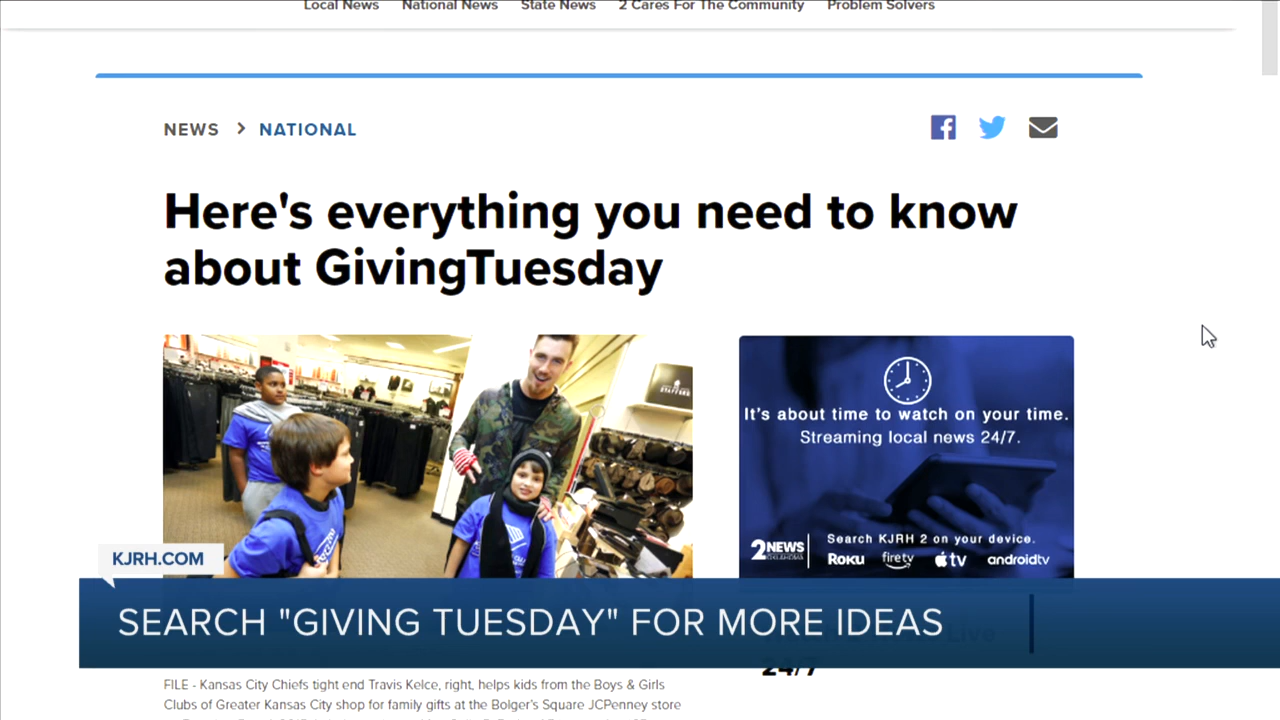 Local News National News State News 2 Cares For The Community Problem Solvers
NEWS > NATIONAL
Here's everything you need to know
about GivingTuesday
It's about time to watch on your time.
Streaming local news 24/7.
Search KJRH 2 on your device.
2 NEWS
OKLAHOMA
Roku firetv tv androidtv
KJRH.COM
SEARCH "GIVING TUESDAY" FOR MORE IDEAS
Live
24/7
FILE - Kansas City Chiefs tight end Travis Kelce, right, helps kids from the Boys & Girls
Clubs of Greater Kansas City shop for family gifts at the Bolger's Square JCPenney store